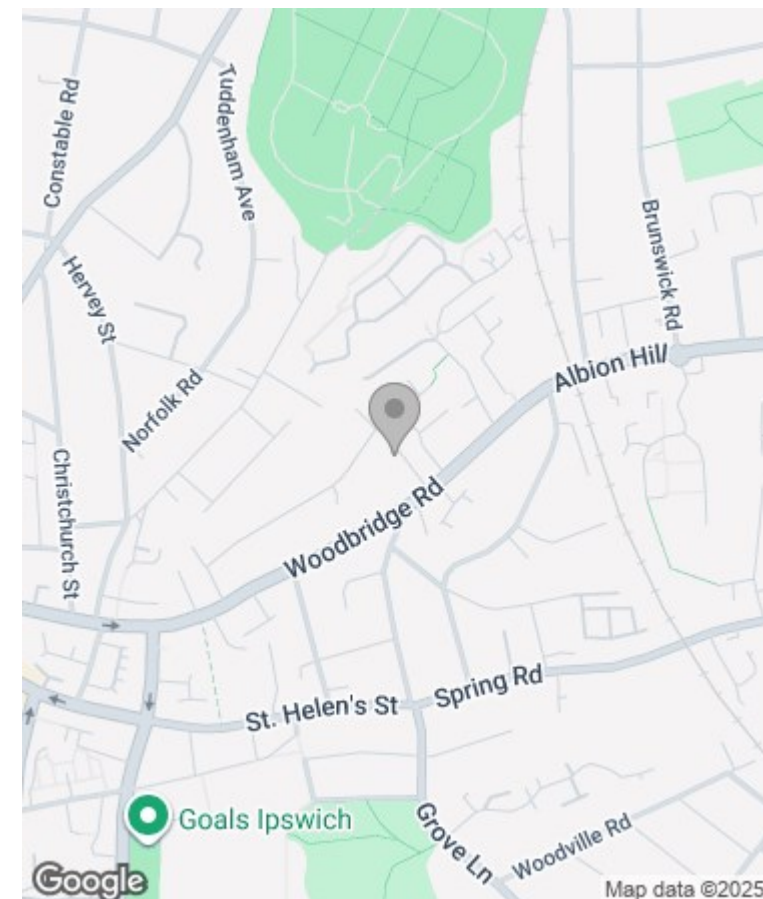 Constable Rd
Tuddenham Ave
Brunswick Rd
Hervey St
Norfolk Rd
Albion Hill
Christchurch St
Woodbridge Rd
St. Helen's St
Spring Rd
Goals Ipswich
Grove Ln
Woodville Rd
Google
Map data ©2025